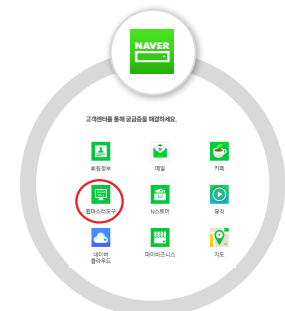 NAVER
고객센터를 통해 궁금증을 해결하세요.
회원정보 메일 카페
웹마스터도구 N스토어 뮤직
네이버 클라우드 마이비즈니스 지도